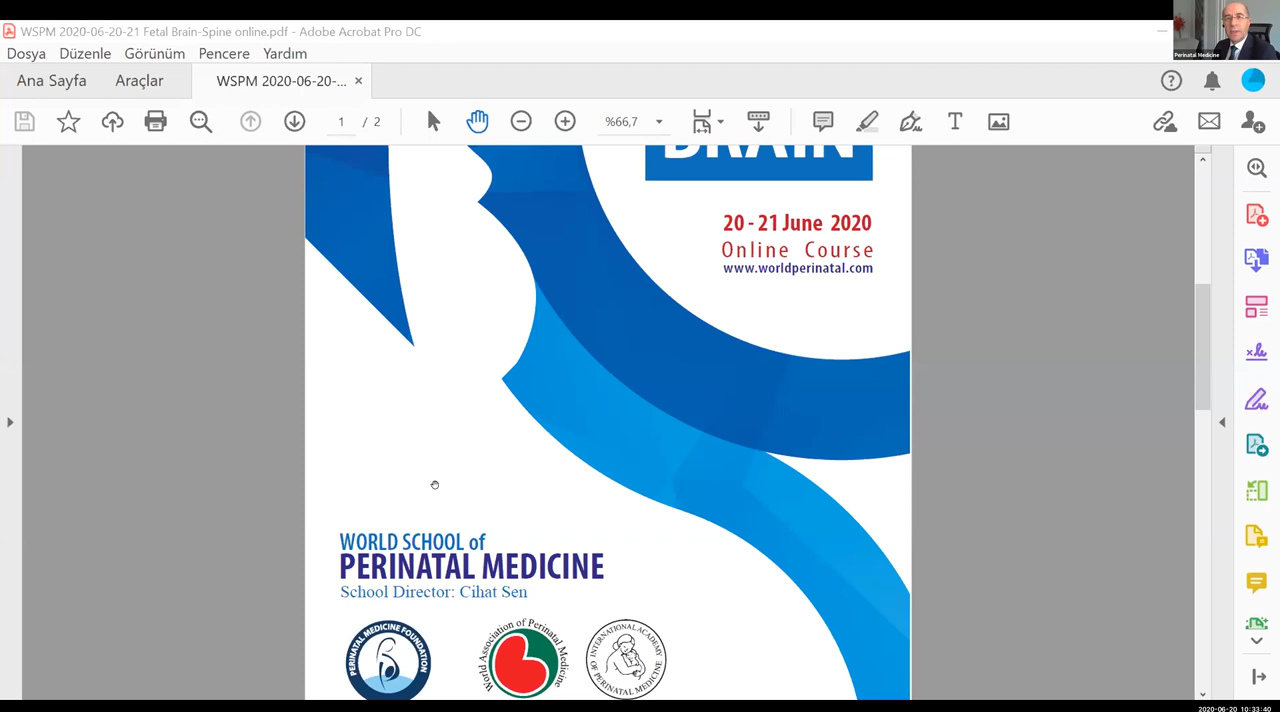 WSPM 2020-06-20-21 Fetal Brain-Spine online.pdf - Adobe Acrobat Pro DC
Perinatal Medicine
Dosya Düzenle Görünüm Pencere Yardım
Ana Sayfa Araçlar WSPM 2020-06-20-... ×
1 / 2 %66,7
BRAIN
20 - 21 June 2020
Online Course
www.worldperinatal.com
WORLD SCHOOL of
PERINATAL MEDICINE
School Director: Cihat Sen
PERINATAL MEDICINE FOUNDATION
World Association of Perinatal Medicine
INTERNATIONAL ACADEMY OF PERINATAL MEDICINE
2020-06-20 10:33:40